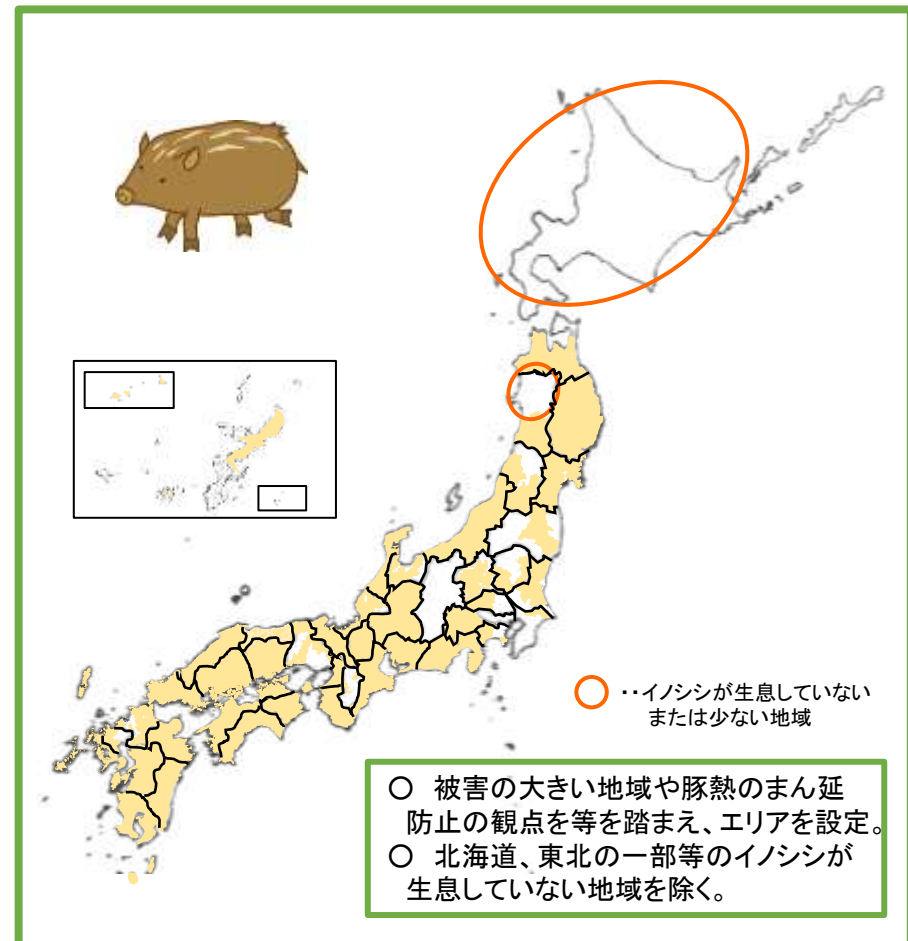 ‥イノシシが生息していない
または少ない地域
○ 被害の大きい地域や豚熱のまん延
防止の観点を等を踏まえ、エリアを設定。
○ 北海道、東北の一部等のイノシシが
生息していない地域を除く。